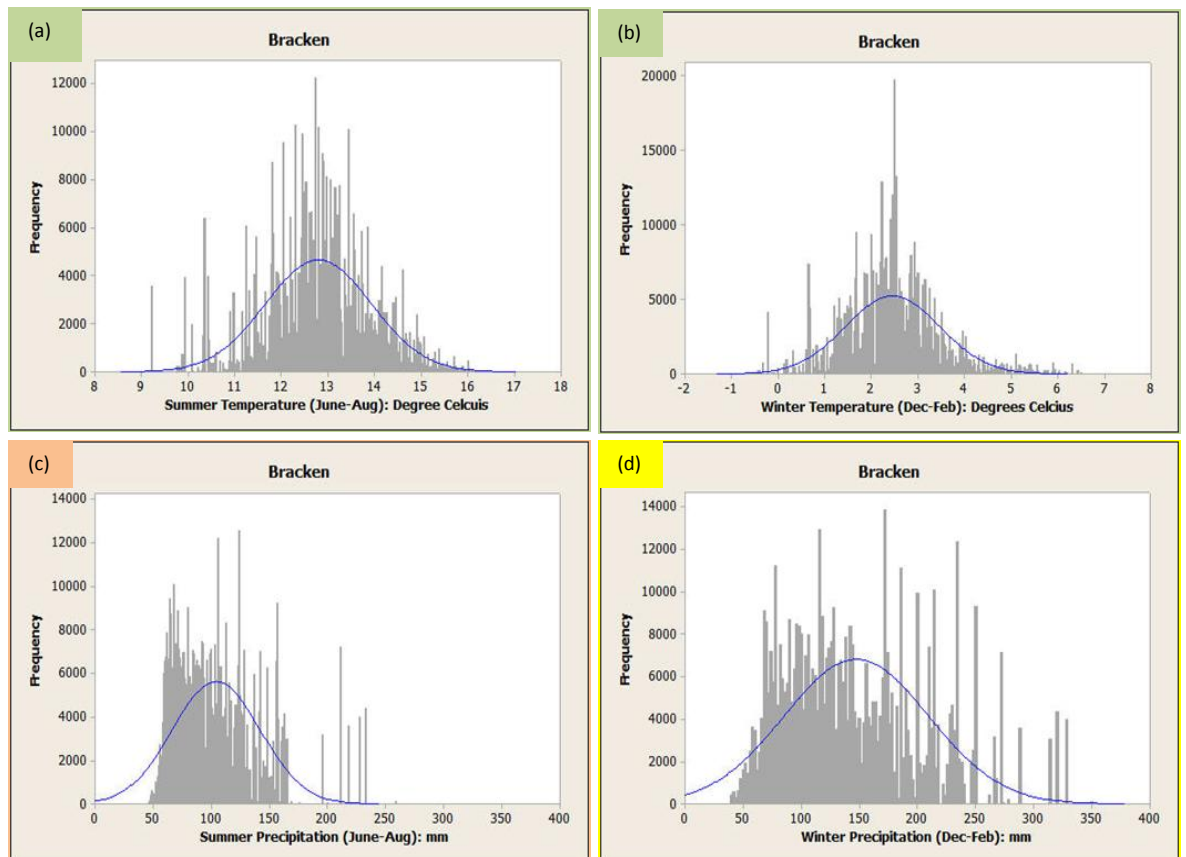 (a)
Bracken
Frequency
12000
10000
8000
6000
4000
2000
0
8 9 10 11 12 13 14 15 16 17 18
Summer Temperature (June-Aug): Degree Celcuis
(b)
Bracken
Frequency
20000
15000
10000
5000
0
-2 -1 0 1 2 3 4 5 6 7 8
Winter Temperature (Dec-Feb): Degrees Celcius
(c)
Bracken
Frequency
14000
12000
10000
8000
6000
4000
2000
0
0 50 100 150 200 250 300 350 400
Summer Precipitation (June-Aug): mm
(d)
Bracken
Frequency
14000
12000
10000
8000
6000
4000
2000
0
0 50 100 150 200 250 300 350 400
Winter Precipitation (Dec-Feb): mm